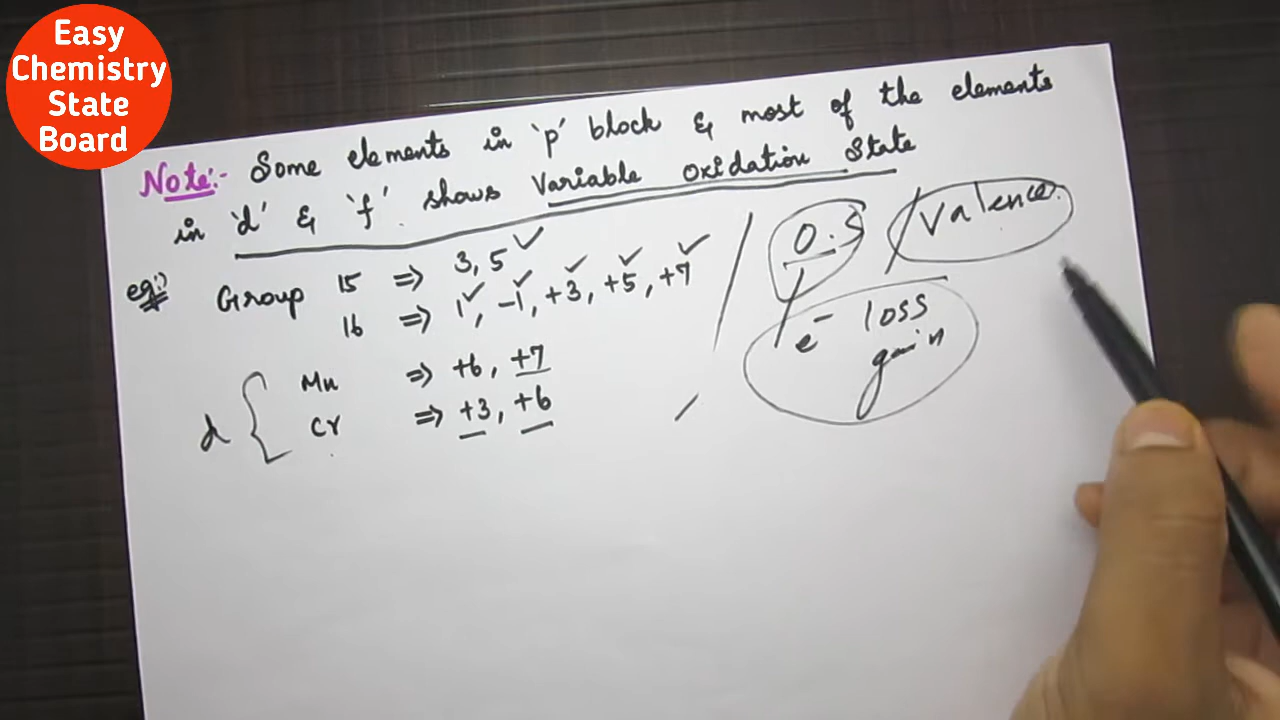 Easy
Chemistry
State
Board
Note:- Some elements in 'p' block & most of the elements
in 'd' & 'f'. shows Variable oxidation state
eg:) Group 15 ⇒ 3, 5 ✓
16 ⇒ 1✓, -1✓, +3✓, +5✓, +7✓
d { Mn ⇒ +6, +7
Cr ⇒ +3, +6
O.S
Valence.
e⁻ loss
gain